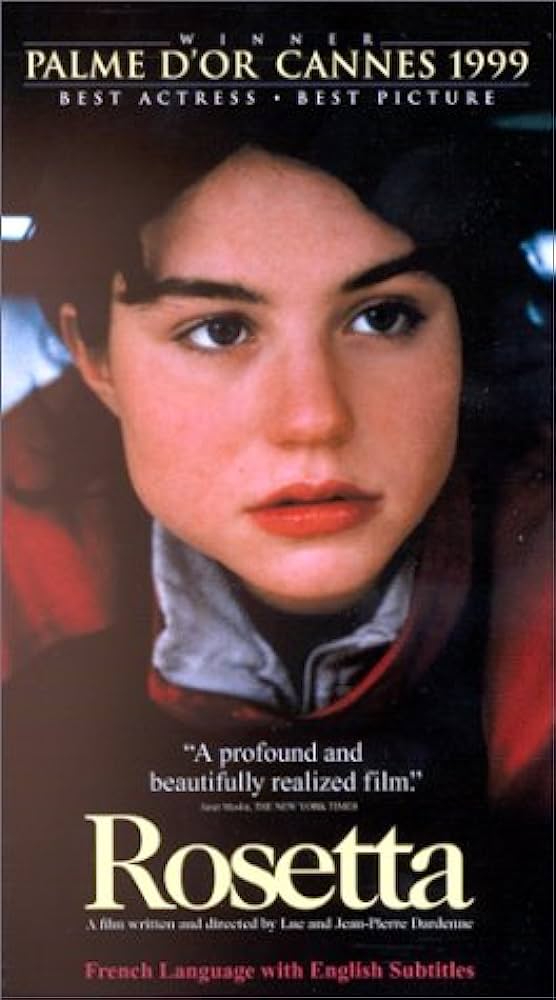 WINNER
PALME D'OR CANNES 1999
BEST ACTRESS • BEST PICTURE
“A profound and
beautifully realized film.”
THE NEW YORK TIMES
Rosetta
A film written and directed by Luc and Jean-Pierre Dardenne
French Language with English Subtitles